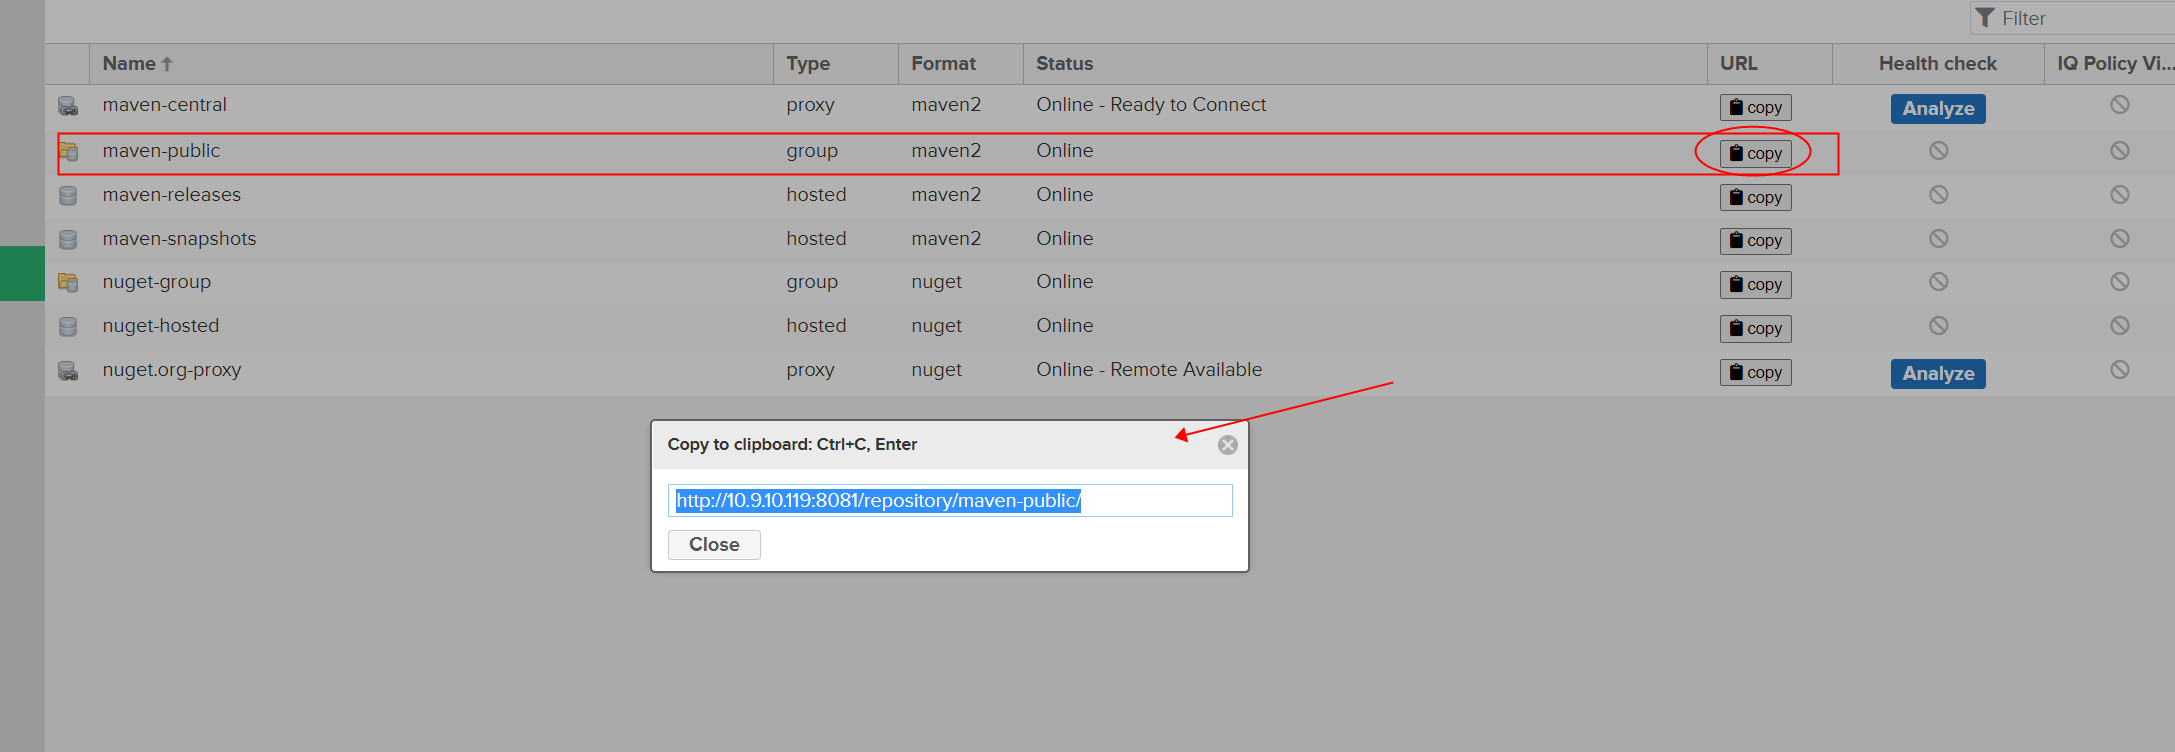 Filter
Name Type Format Status URL Health check IQ Policy Vi...
maven-central proxy maven2 Online - Ready to Connect copy Analyze
maven-public group maven2 Online copy
maven-releases hosted maven2 Online copy
maven-snapshots hosted maven2 Online copy
nuget-group group nuget Online copy
nuget-hosted hosted nuget Online copy
nuget.org-proxy proxy nuget Online - Remote Available copy Analyze
Copy to clipboard: Ctrl+C, Enter
http://10.9.10.119:8081/repository/maven-public/
Close